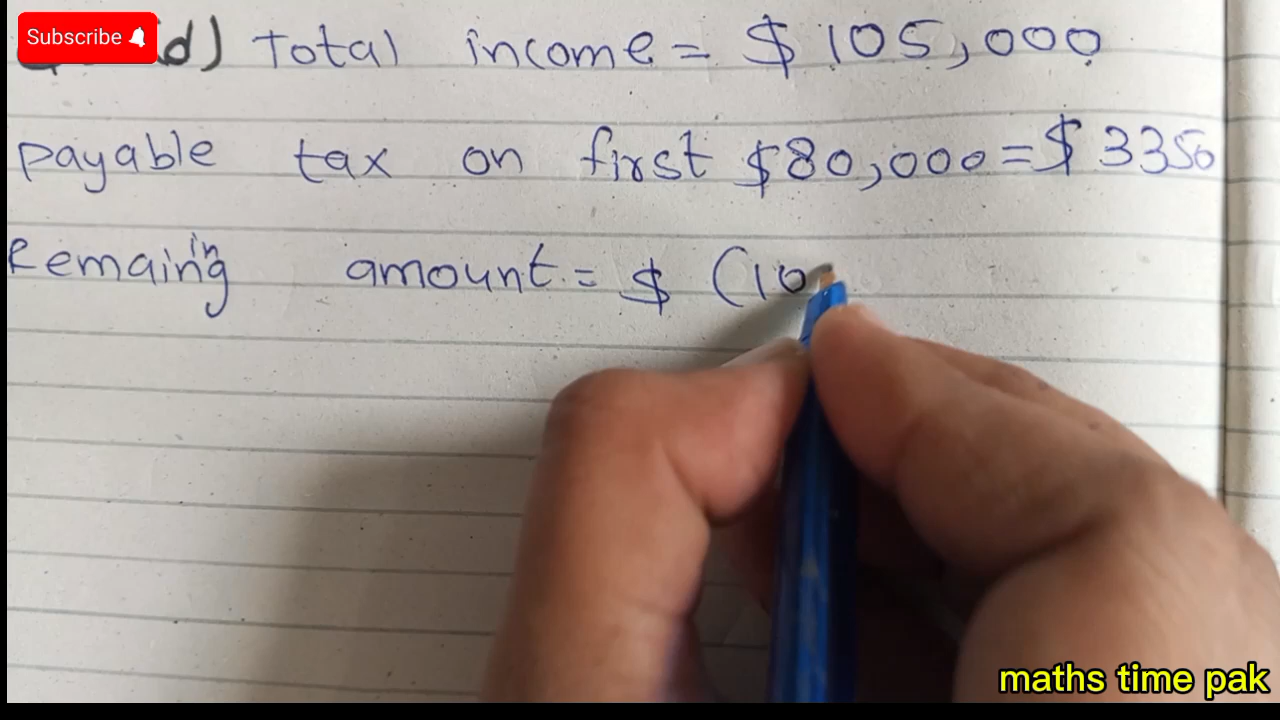 Subscribe
d) Total income = $ 105,000
payable tax on first $80,000 = $ 3350
Remaining amount = $ (10
maths time pak